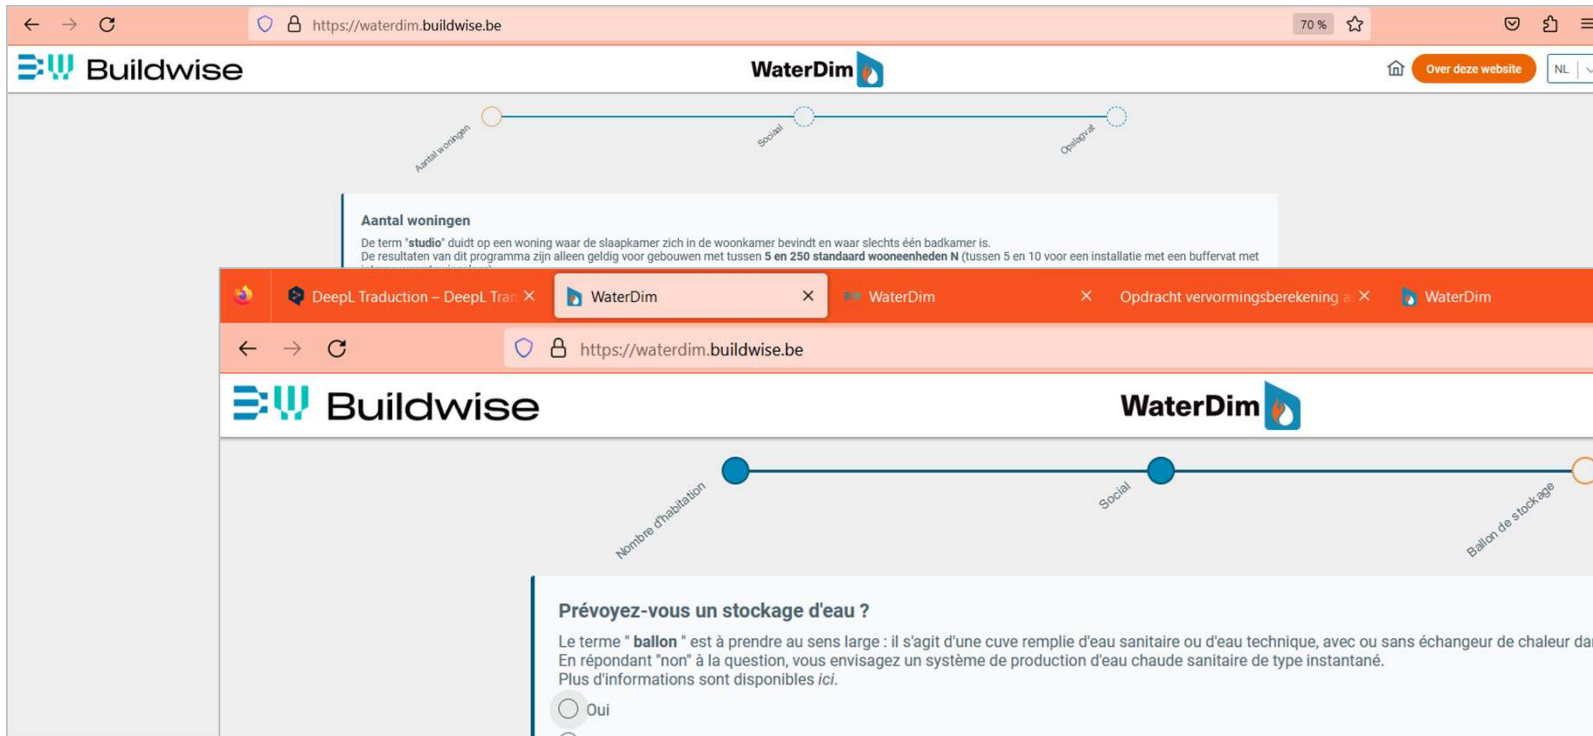 https://waterdim.buildwise.be
70 %
Buildwise
WaterDim
Over deze website
NL
Aantal woningen
Sociaal
Opslagvat
Aantal woningen
De term "studio" duidt op een woning waar de slaapkamer zich in de woonkamer bevindt en waar slechts één badkamer is.
De resultaten van dit programma zijn alleen geldig voor gebouwen met tussen 5 en 250 standaard wooneenheden N (tussen 5 en 10 voor een installatie met een buffervat met
DeepL Traduction – DeepL Tran
WaterDim
WaterDim
Opdracht vervormingsberekening a
WaterDim
https://waterdim.buildwise.be
Buildwise
WaterDim
Nombre d'habitation
Social
Ballon de stockage
Prévoyez-vous un stockage d'eau ?
Le terme " ballon " est à prendre au sens large : il s'agit d'une cuve remplie d'eau sanitaire ou d'eau technique, avec ou sans échangeur de chaleur da
En répondant "non" à la question, vous envisagez un système de production d'eau chaude sanitaire de type instantané.
Plus d'informations sont disponibles ici.
Oui